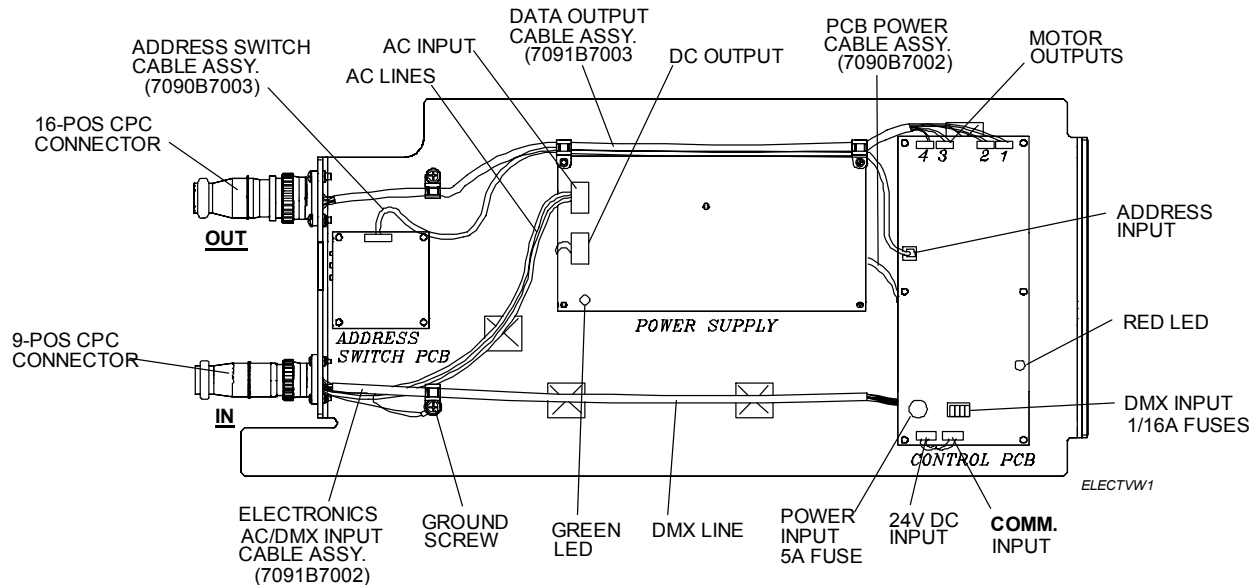 DATA OUTPUT
CABLE ASSY.
(7091B7003
ADDRESS SWITCH
CABLE ASSY.
(7090B7003)
AC INPUT
AC LINES
DC OUTPUT
PCB POWER
CABLE ASSY.
(7090B7002)
MOTOR
OUTPUTS
16-POS CPC
CONNECTOR
OUT
4 3 2 1
ADDRESS
INPUT
POWER SUPPLY
ADDRESS
SWITCH PCB
RED LED
9-POS CPC
CONNECTOR
IN
DMX INPUT
1/16A FUSES
CONTROL PCB
ELECTVW1
ELECTRONICS
AC/DMX INPUT
CABLE ASSY.
(7091B7002)
GROUND
SCREW
GREEN
LED
DMX LINE
POWER
INPUT
5A FUSE
24V DC
INPUT
COMM.
INPUT